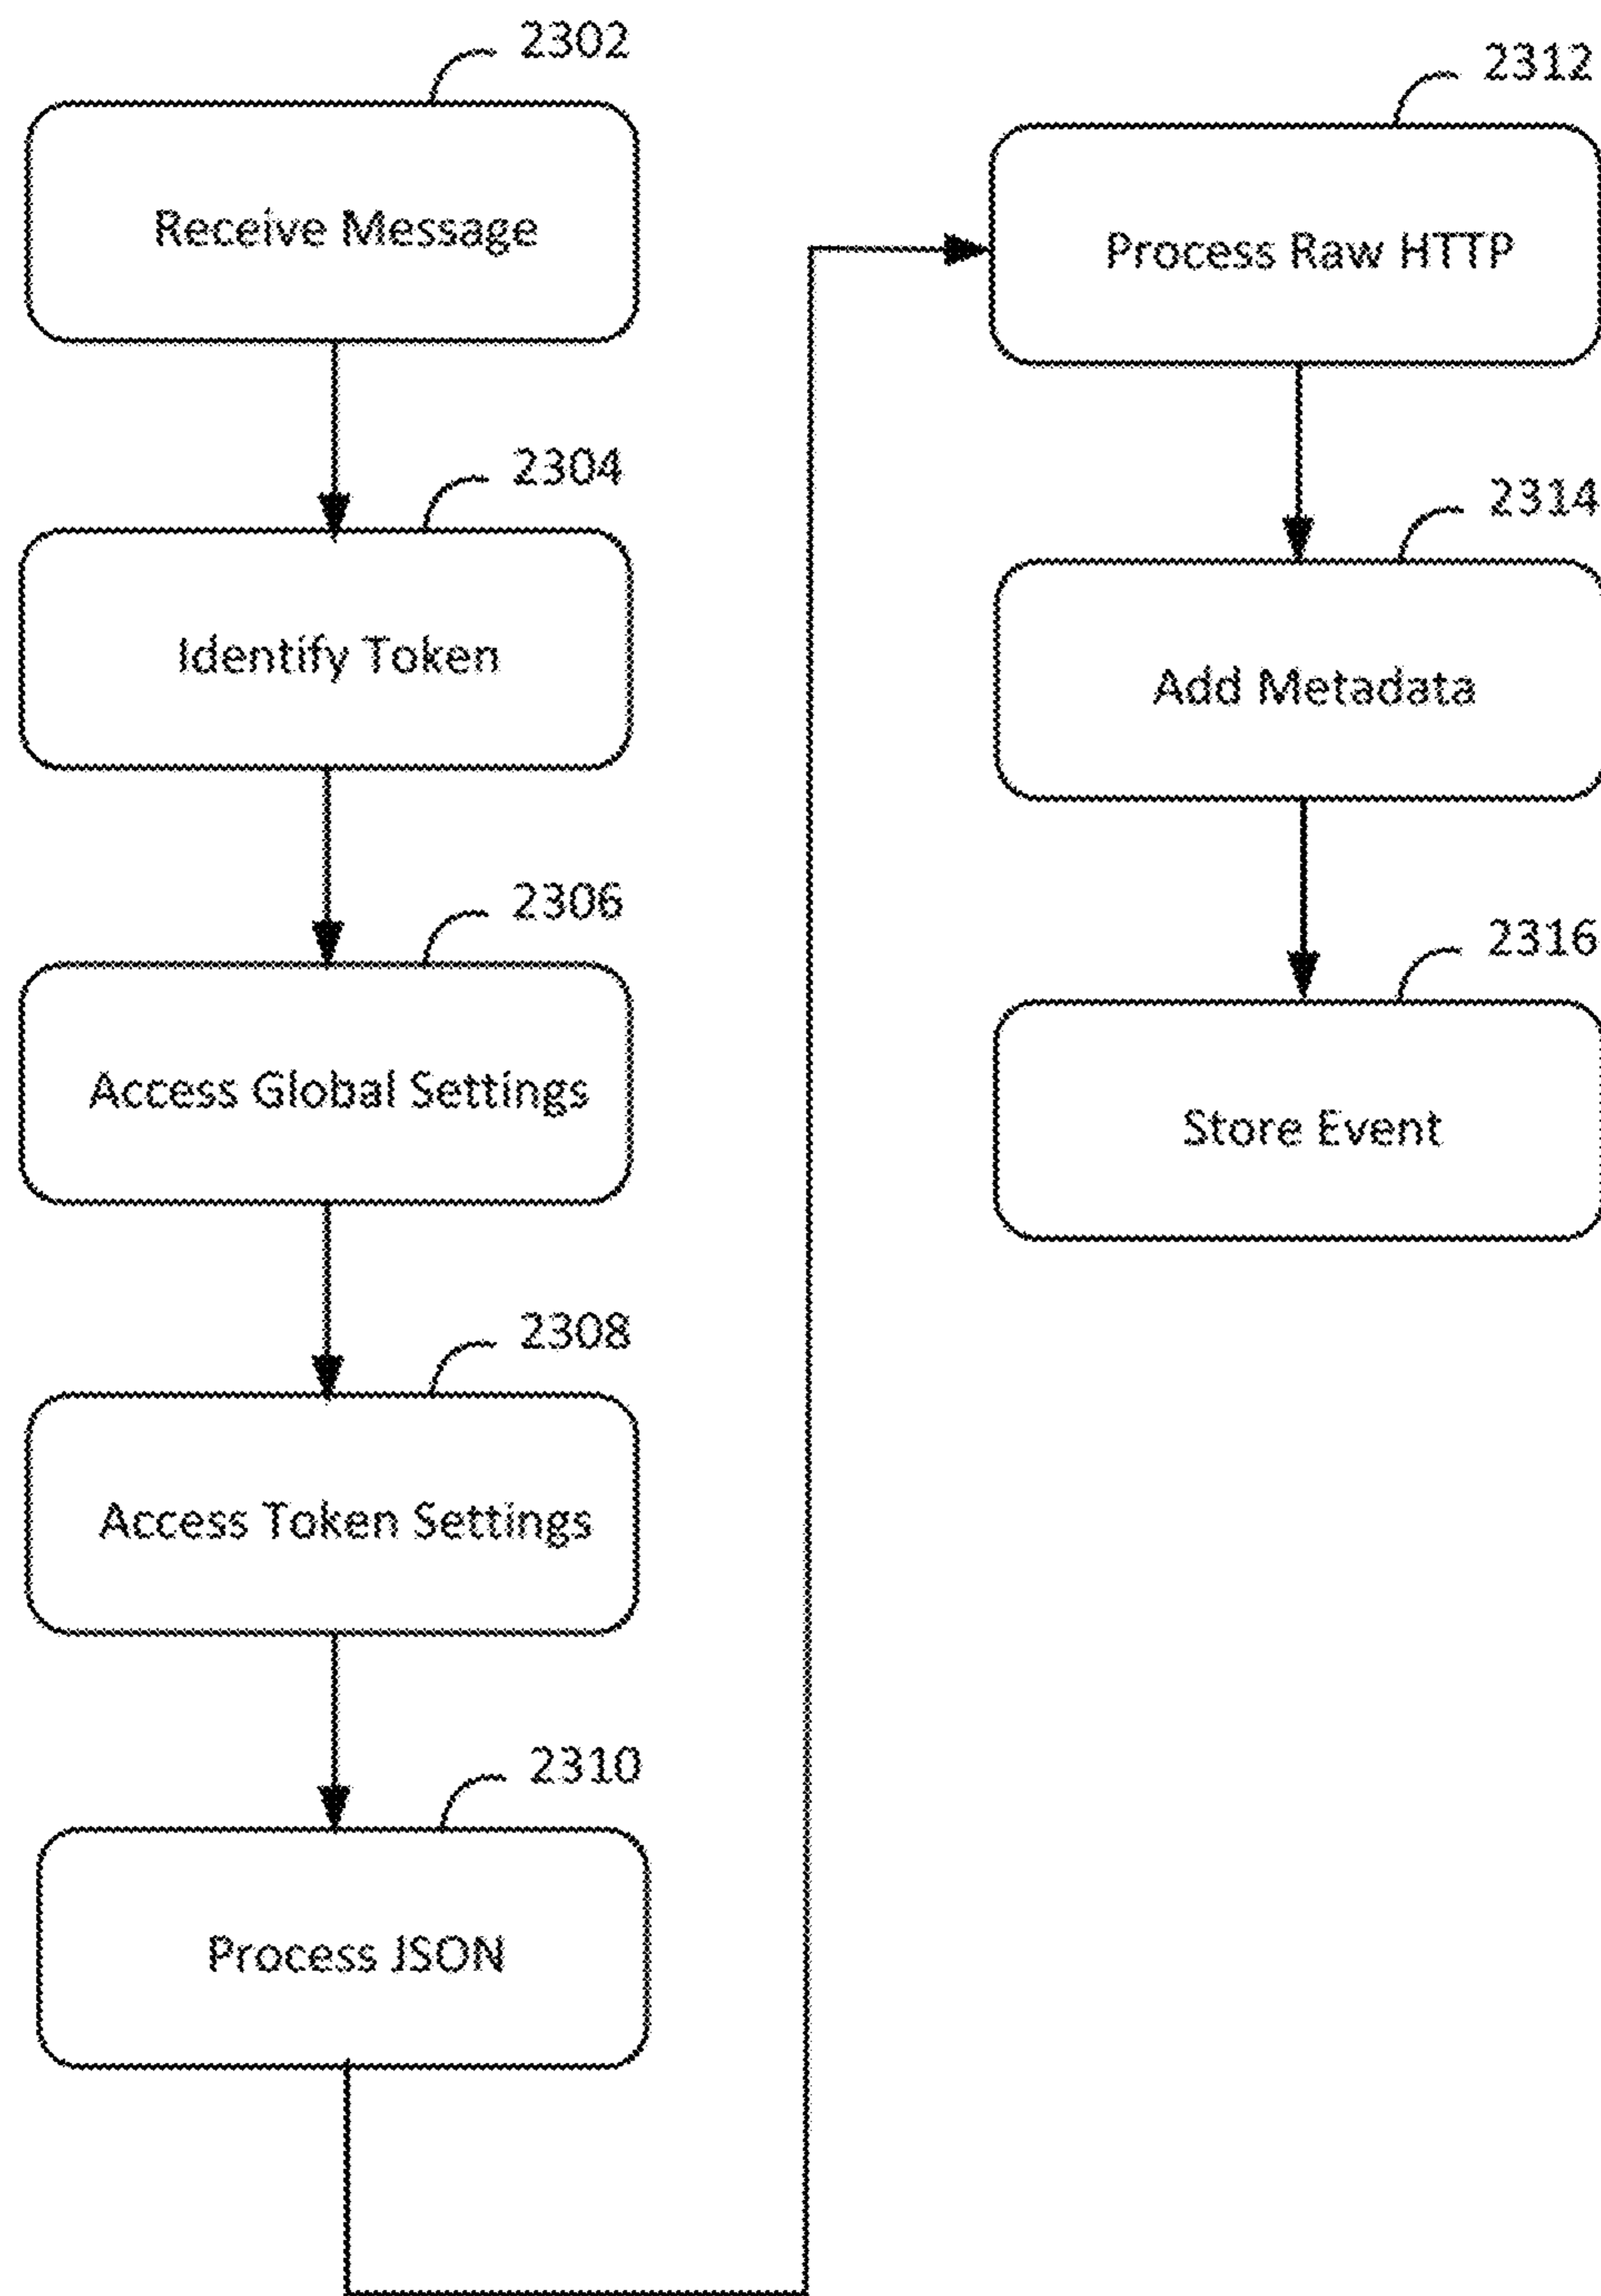 2302
Receive Message
2304
Identify Token
2306
Access Global Settings
2308
Access Token Settings
2310
Process JSON
2312
Process Raw HTTP
2314
Add Metadata
2316
Store Event